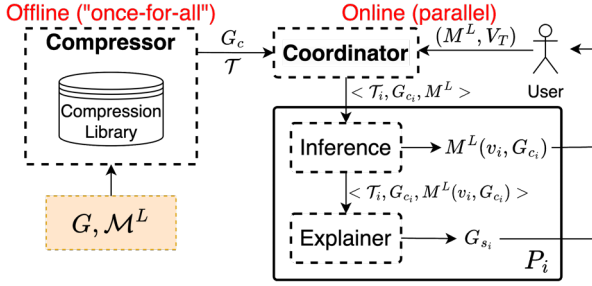 Offline ("once-for-all")
Online (parallel)
Compressor
Compression
Library
G, 𝓜^L
G_c
𝒯
Coordinator
(M^L, V_T)
User
< 𝒯_i, G_{c_i}, M^L >
Inference
M^L(v_i, G_{c_i})
< 𝒯_i, G_{c_i}, M^L(v_i, G_{c_i}) >
Explainer
G_{s_i}
P_i